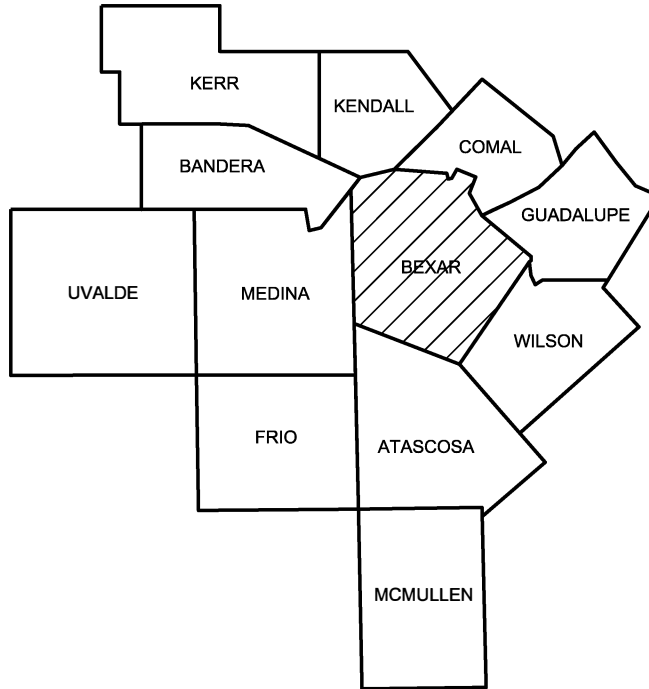 KERR
KENDALL
COMAL
BANDERA
GUADALUPE
BEXAR
UVALDE
MEDINA
WILSON
FRIO
ATASCOSA
MCMULLEN